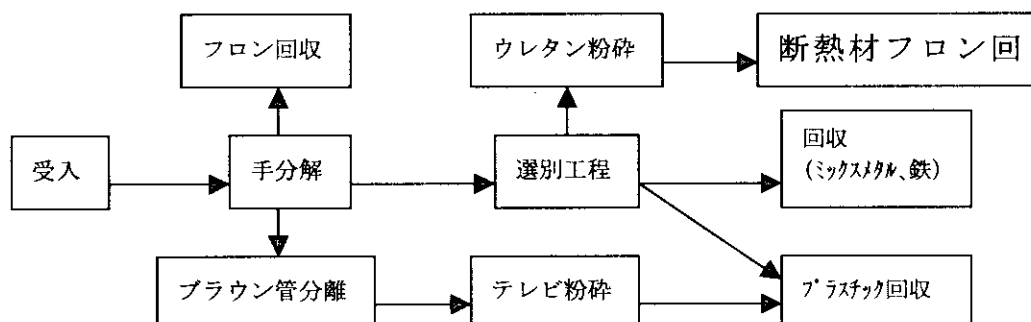 フロン回収
ウレタン粉砕
断熱材フロン回
受入
手分解
選別工程
回収
(ミックスメタル、鉄)
ブラウン管分離
テレビ粉砕
プラスチック回収